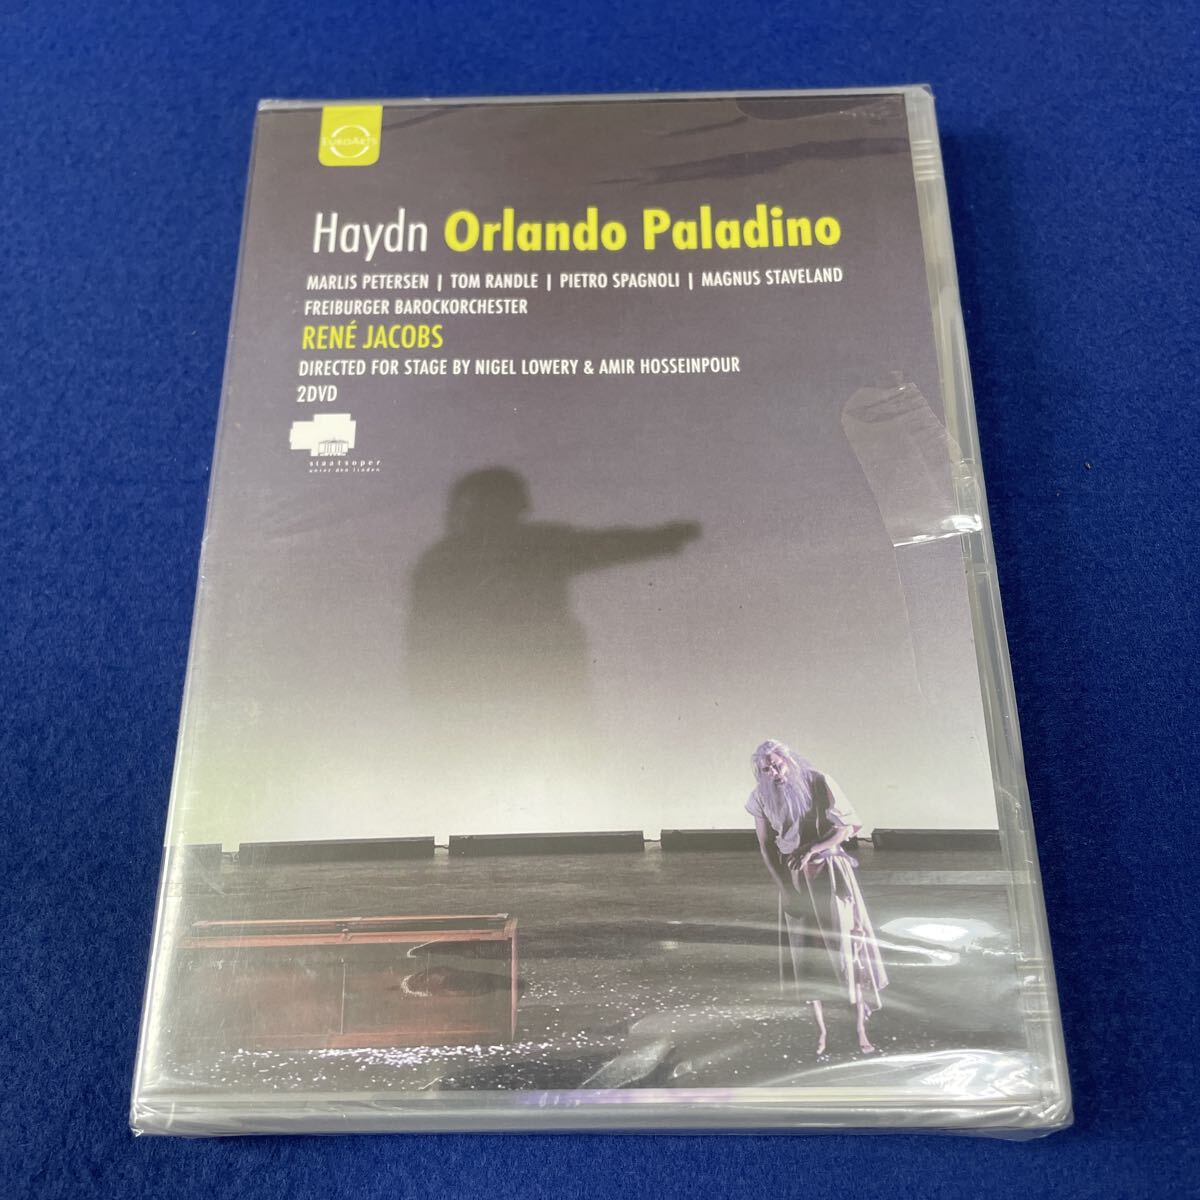 EUROARTS
Haydn Orlando Paladino
MARLIS PETERSEN | TOM RANDLE | PIETRO SPAGNOLI | MAGNUS STAVELAND
FREIBURGER BAROCKORCHESTER
RENÉ JACOBS
DIRECTED FOR STAGE BY NIGEL LOWERY & AMIR HOSSEINPOUR
2DVD
staatsoper
unter den linden